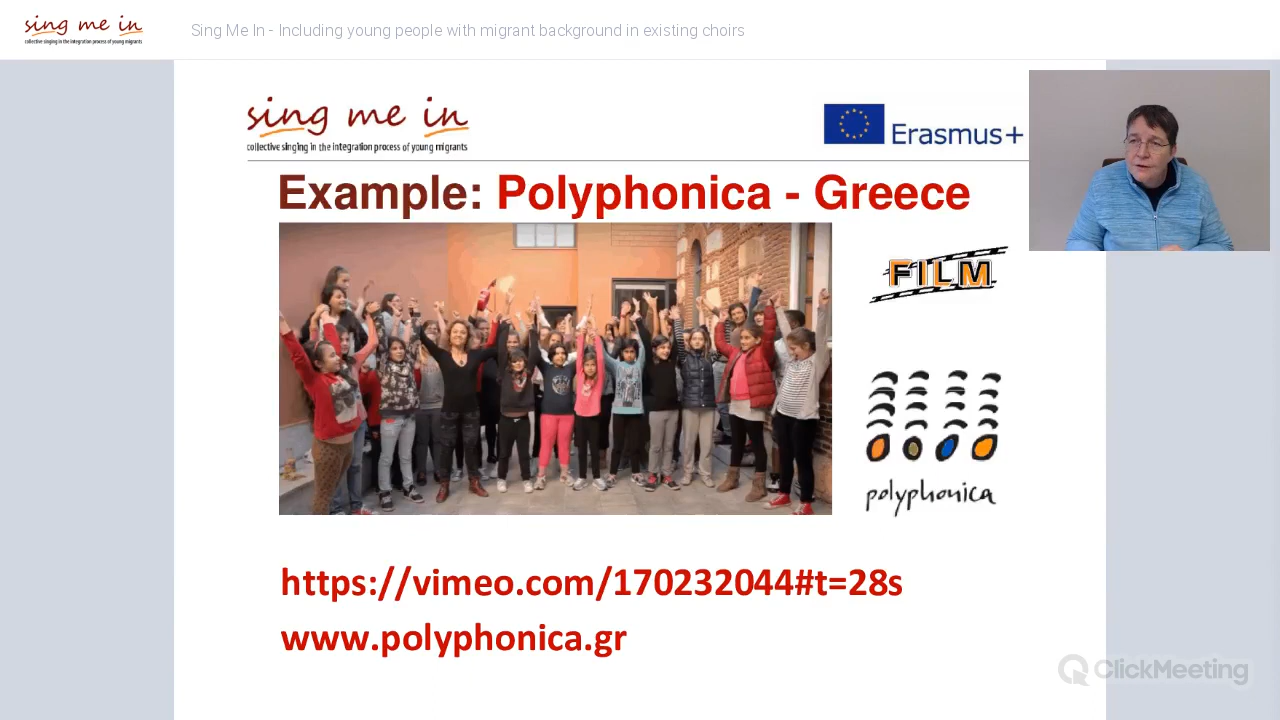 sing me in
collective singing in the integration process of young migrants
Sing Me In - Including young people with migrant background in existing choirs
sing me in
collective singing in the integration process of young migrants
Erasmus+
Example: Polyphonica - Greece
FILM
polyphonica
https://vimeo.com/170232044#t=28s
www.polyphonica.gr
ClickMeeting